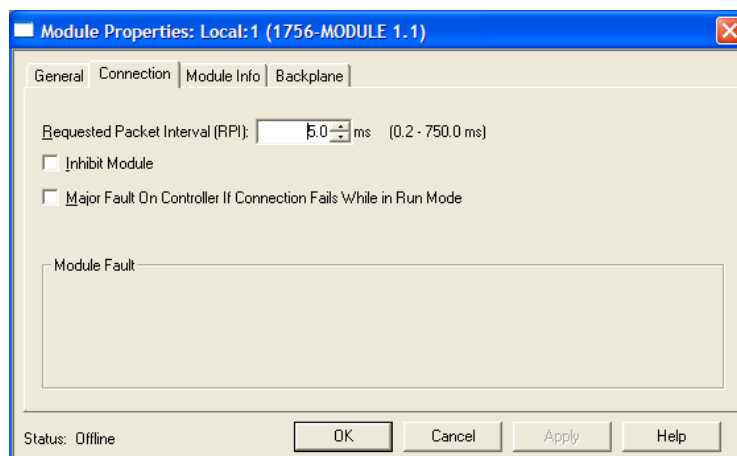 Module Properties: Local:1 (1756-MODULE 1.1)
General Connection Module Info Backplane
Requested Packet Interval (RPI): 5.0 ms (0.2 - 750.0 ms)
Inhibit Module
Major Fault On Controller If Connection Fails While in Run Mode
Module Fault
Status: Offline OK Cancel Apply Help